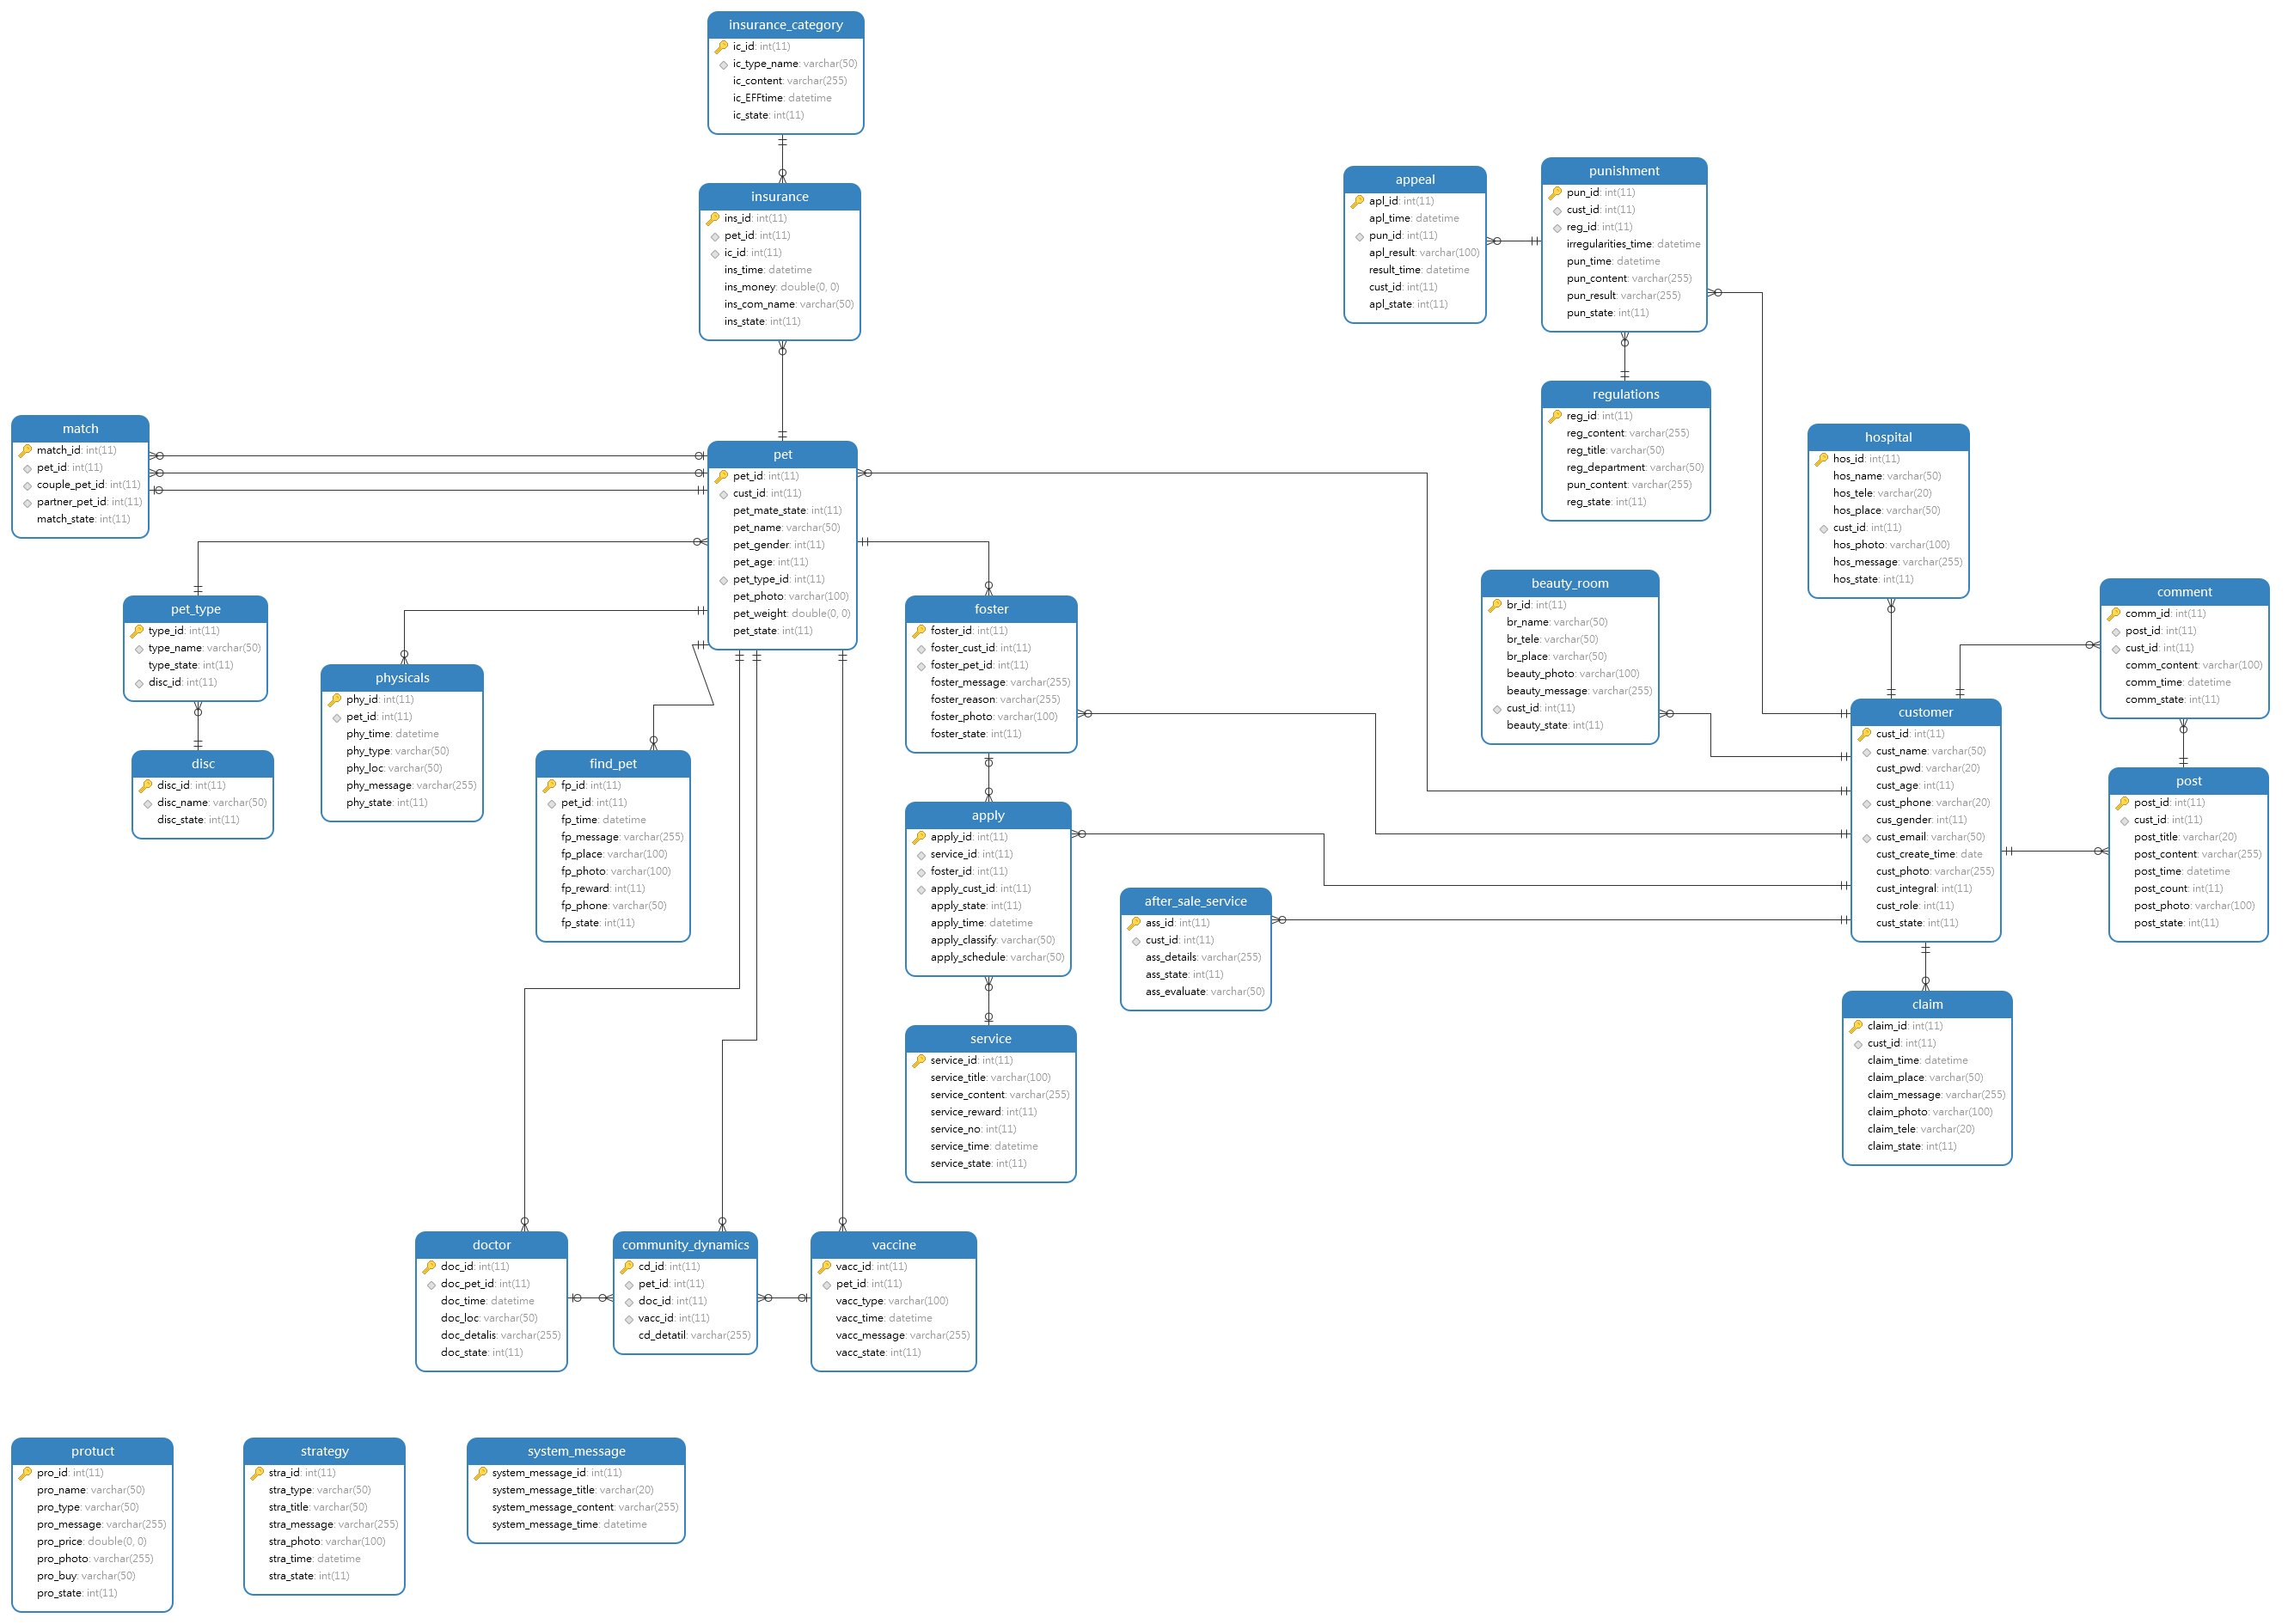 insurance_category
ic_id: int(11)
ic_type_name: varchar(50)
ic_content: varchar(255)
ic_EFFtime: datetime
ic_state: int(11)
insurance
ins_id: int(11)
pet_id: int(11)
ic_id: int(11)
ins_time: datetime
ins_money: double(0, 0)
ins_com_name: varchar(50)
ins_state: int(11)
appeal
apl_id: int(11)
apl_time: datetime
pun_id: int(11)
apl_result: varchar(100)
result_time: datetime
cust_id: int(11)
apl_state: int(11)
punishment
pun_id: int(11)
cust_id: int(11)
reg_id: int(11)
irregularities_time: datetime
pun_time: datetime
pun_content: varchar(255)
pun_result: varchar(255)
pun_state: int(11)
regulations
reg_id: int(11)
reg_content: varchar(255)
reg_title: varchar(50)
reg_department: varchar(50)
pun_content: varchar(255)
reg_state: int(11)
match
match_id: int(11)
pet_id: int(11)
couple_pet_id: int(11)
partner_pet_id: int(11)
match_state: int(11)
pet
pet_id: int(11)
cust_id: int(11)
pet_mate_state: int(11)
pet_name: varchar(50)
pet_gender: int(11)
pet_age: int(11)
pet_type_id: int(11)
pet_photo: varchar(100)
pet_weight: double(0, 0)
pet_state: int(11)
hospital
hos_id: int(11)
hos_name: varchar(50)
hos_tele: varchar(20)
hos_place: varchar(50)
cust_id: int(11)
hos_photo: varchar(100)
hos_message: varchar(255)
hos_state: int(11)
pet_type
type_id: int(11)
type_name: varchar(50)
type_state: int(11)
disc_id: int(11)
physicals
phy_id: int(11)
pet_id: int(11)
phy_time: datetime
phy_type: varchar(50)
phy_loc: varchar(50)
phy_message: varchar(255)
phy_state: int(11)
foster
foster_id: int(11)
foster_cust_id: int(11)
foster_pet_id: int(11)
foster_message: varchar(255)
foster_reason: varchar(255)
foster_photo: varchar(100)
foster_state: int(11)
beauty_room
br_id: int(11)
br_name: varchar(50)
br_tele: varchar(50)
br_place: varchar(50)
beauty_photo: varchar(100)
beauty_message: varchar(255)
cust_id: int(11)
beauty_state: int(11)
comment
comm_id: int(11)
post_id: int(11)
cust_id: int(11)
comm_content: varchar(100)
comm_time: datetime
comm_state: int(11)
disc
disc_id: int(11)
disc_name: varchar(50)
disc_state: int(11)
find_pet
fp_id: int(11)
pet_id: int(11)
fp_time: datetime
fp_message: varchar(255)
fp_place: varchar(100)
fp_photo: varchar(100)
fp_reward: int(11)
fp_phone: varchar(50)
fp_state: int(11)
apply
apply_id: int(11)
service_id: int(11)
foster_id: int(11)
apply_cust_id: int(11)
apply_state: int(11)
apply_time: datetime
apply_classify: varchar(50)
apply_schedule: varchar(50)
after_sale_service
ass_id: int(11)
cust_id: int(11)
ass_details: varchar(255)
ass_state: int(11)
ass_evaluate: varchar(50)
customer
cust_id: int(11)
cust_name: varchar(50)
cust_pwd: varchar(20)
cust_age: int(11)
cust_phone: varchar(20)
cus_gender: int(11)
cust_email: varchar(50)
cust_create_time: date
cust_photo: varchar(255)
cust_integral: int(11)
cust_role: int(11)
cust_state: int(11)
post
post_id: int(11)
cust_id: int(11)
post_title: varchar(20)
post_content: varchar(255)
post_time: datetime
post_count: int(11)
post_photo: varchar(100)
post_state: int(11)
service
service_id: int(11)
service_title: varchar(100)
service_content: varchar(255)
service_reward: int(11)
service_no: int(11)
service_time: datetime
service_state: int(11)
claim
claim_id: int(11)
cust_id: int(11)
claim_time: datetime
claim_place: varchar(50)
claim_message: varchar(255)
claim_photo: varchar(100)
claim_tele: varchar(20)
claim_state: int(11)
doctor
doc_id: int(11)
doc_pet_id: int(11)
doc_time: datetime
doc_loc: varchar(50)
doc_detalis: varchar(255)
doc_state: int(11)
community_dynamics
cd_id: int(11)
pet_id: int(11)
doc_id: int(11)
vacc_id: int(11)
cd_detatil: varchar(255)
vaccine
vacc_id: int(11)
pet_id: int(11)
vacc_type: varchar(100)
vacc_time: datetime
vacc_message: varchar(255)
vacc_state: int(11)
protuct
pro_id: int(11)
pro_name: varchar(50)
pro_type: varchar(50)
pro_message: varchar(255)
pro_price: double(0, 0)
pro_photo: varchar(255)
pro_buy: varchar(50)
pro_state: int(11)
strategy
stra_id: int(11)
stra_type: varchar(50)
stra_title: varchar(50)
stra_message: varchar(255)
stra_photo: varchar(100)
stra_time: datetime
stra_state: int(11)
system_message
system_message_id: int(11)
system_message_title: varchar(20)
system_message_content: varchar(255)
system_message_time: datetime